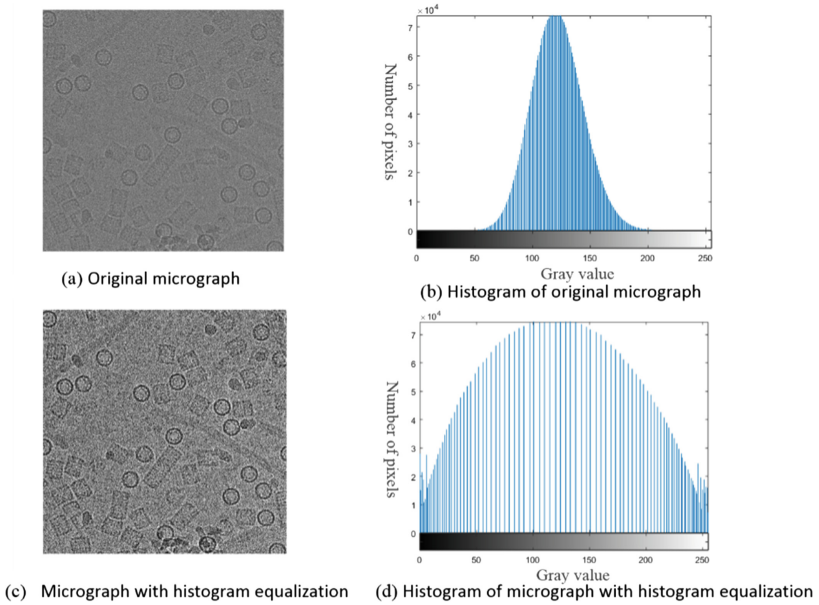 × 10⁴
7
6
5
4
3
2
1
0
Number of pixels
0 50 100 150 200 250
Gray value
(a) Original micrograph
(b) Histogram of original micrograph
× 10⁴
7
6
5
4
3
2
1
0
Number of pixels
0 50 100 150 200 250
Gray value
(c) Micrograph with histogram equalization
(d) Histogram of micrograph with histogram equalization